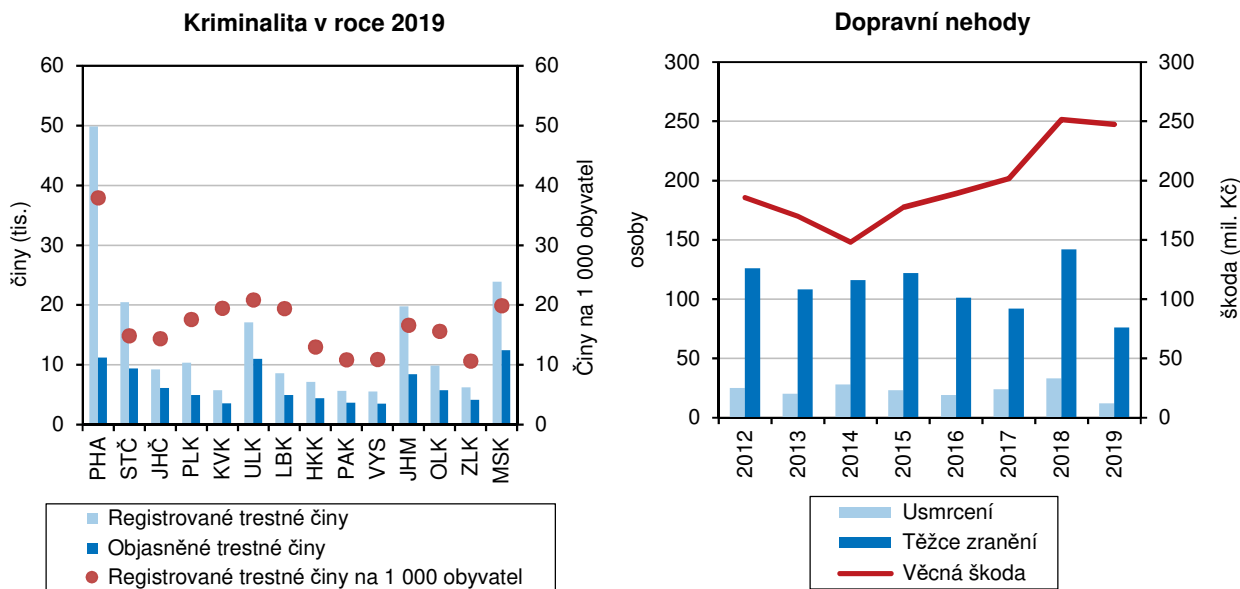 Kriminalita v roce 2019
60
50
40
30
20
10
0
činy (tis.)
60
50
40
30
20
10
0
Činy na 1 000 obyvatel
PHA
STČ
JHČ
PLK
KVK
ULK
LBK
HKK
PAK
VYS
JHM
OLK
ZLK
MSK
Registrované trestné činy
Objasněné trestné činy
Registrované trestné činy na 1 000 obyvatel
Dopravní nehody
300
250
200
150
100
50
0
osoby
300
250
200
150
100
50
0
škoda (mil. Kč)
2012
2013
2014
2015
2016
2017
2018
2019
Usmrcení
Těžce zranění
Věcná škoda